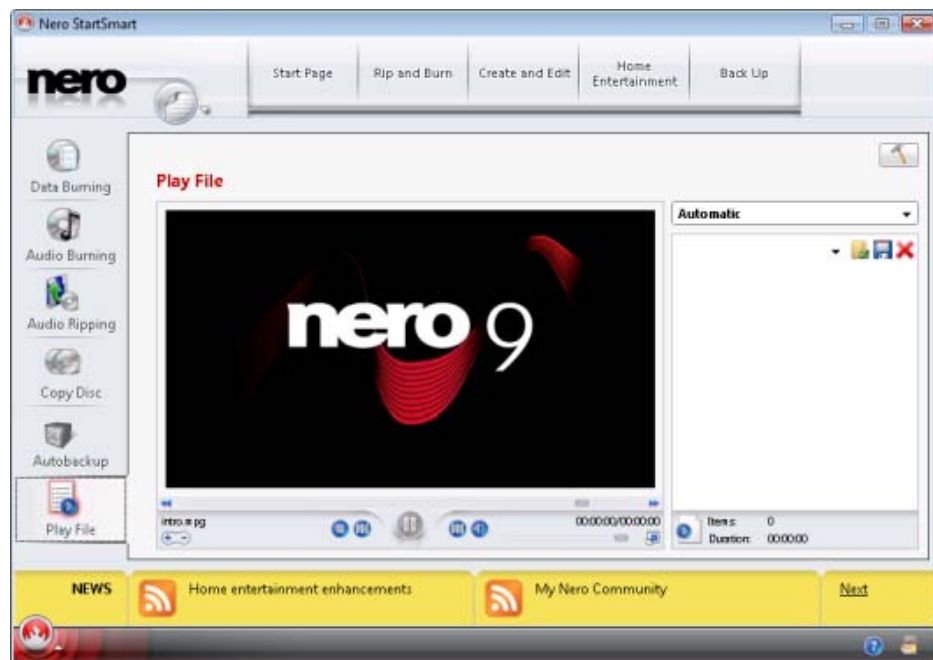 Nero StartSmart
nero
Start Page
Rip and Burn
Create and Edit
Home
Entertainment
Back Up
Data Burning
Audio Burning
Audio Ripping
Copy Disc
Autobackup
Play File
Play File
Automatic
nero 9
intro.mpg
00:00:00/00:00:00
Items: 0
Duration: 00:00:00
NEWS
Home entertainment enhancements
My Nero Community
Next